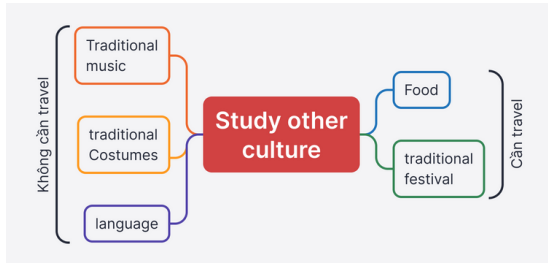 Không cần travel
Traditional
music
traditional
Costumes
language
Study other
culture
Food
traditional
festival
Cần travel